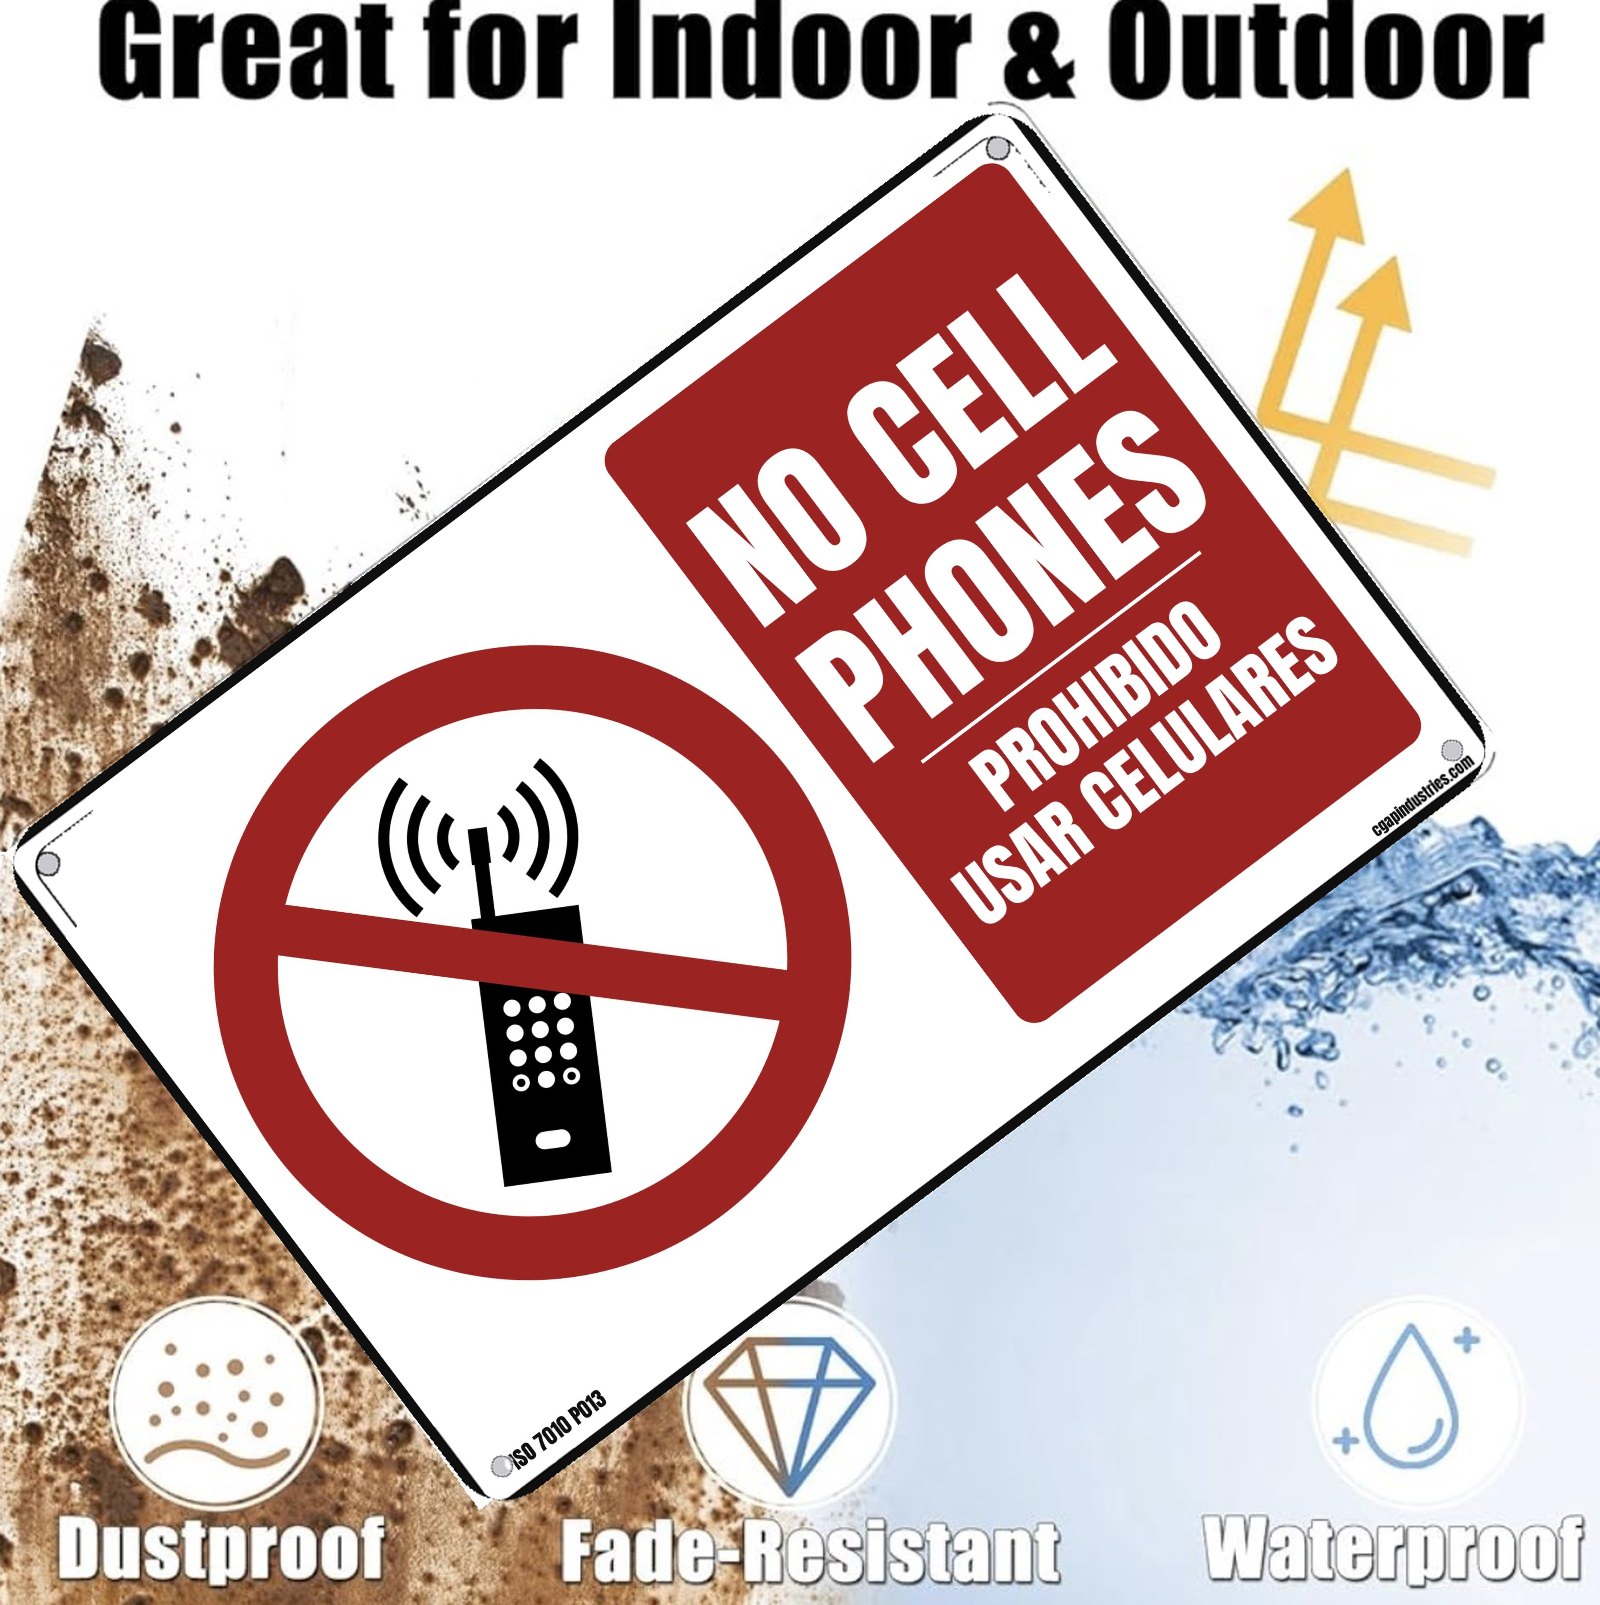 Great for Indoor & Outdoor
NO CELL
PHONES
PROHIBIDO
USAR CELULARES
cgapindustries.com
ISO 7010 P013
Dustproof
Fade-Resistant
Waterproof